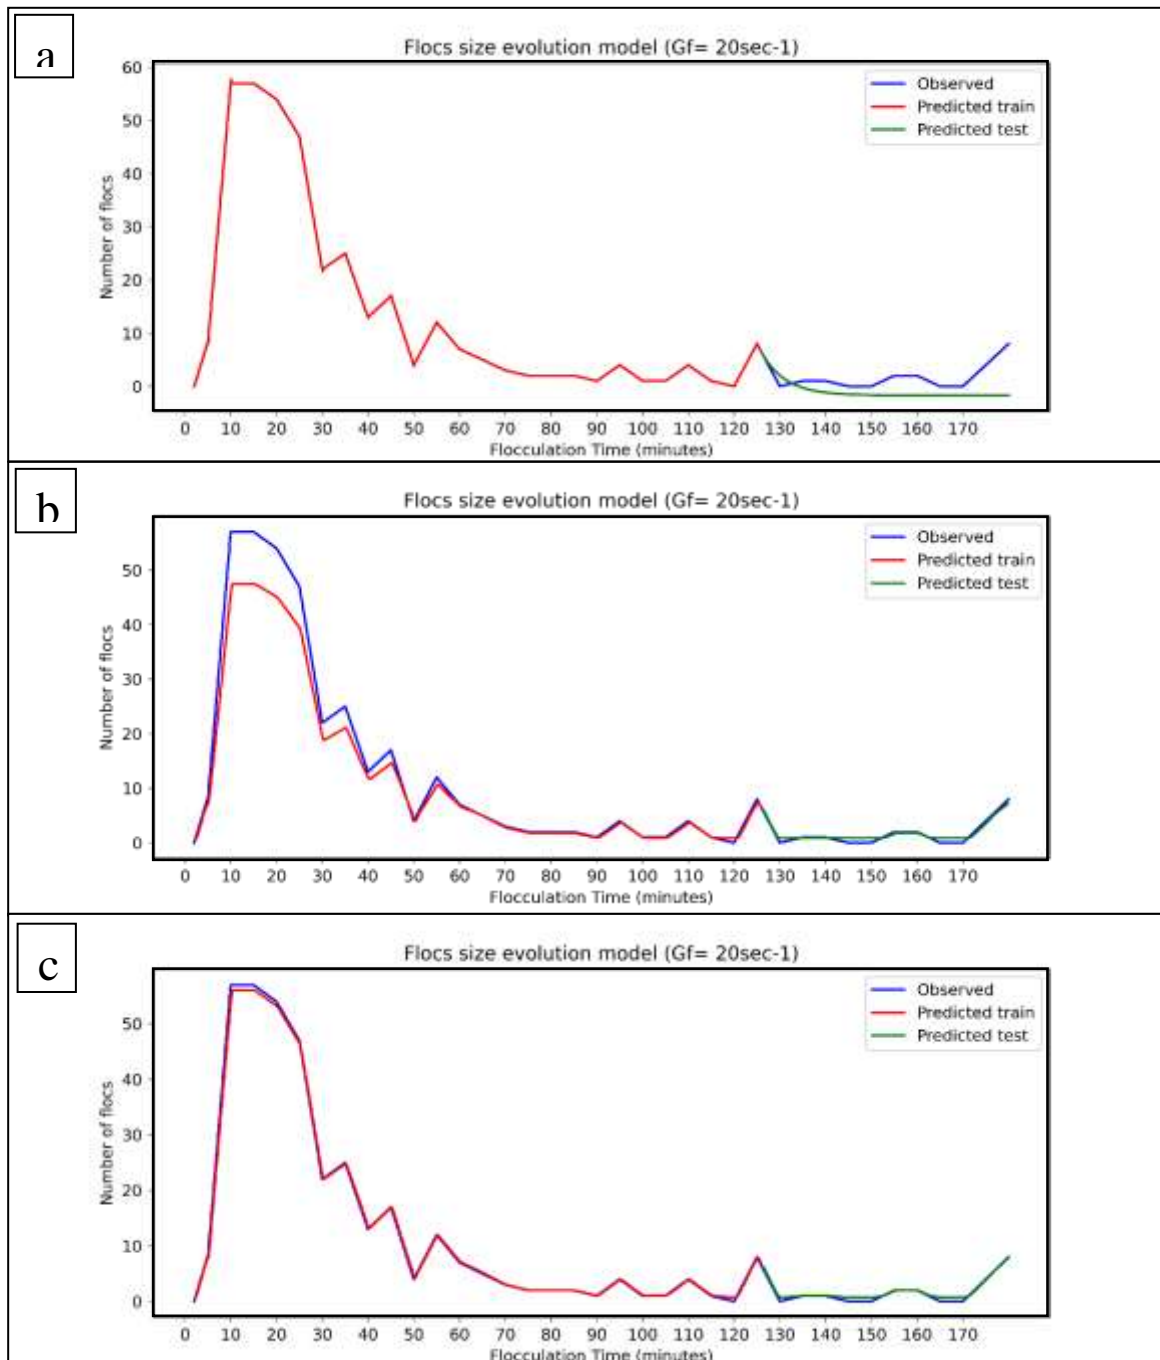 a
Flocs size evolution model (Gf= 20sec-1)
60
50
40
30
20
10
0
Number of flocs
Observed
Predicted train
Predicted test
0 10 20 30 40 50 60 70 80 90 100 110 120 130 140 150 160 170
Flocculation Time (minutes)
b
Flocs size evolution model (Gf= 20sec-1)
50
40
30
20
10
0
Number of flocs
Observed
Predicted train
Predicted test
0 10 20 30 40 50 60 70 80 90 100 110 120 130 140 150 160 170
Flocculation Time (minutes)
c
Flocs size evolution model (Gf= 20sec-1)
50
40
30
20
10
0
Number of flocs
Observed
Predicted train
Predicted test
0 10 20 30 40 50 60 70 80 90 100 110 120 130 140 150 160 170
Flocculation Time (minutes)